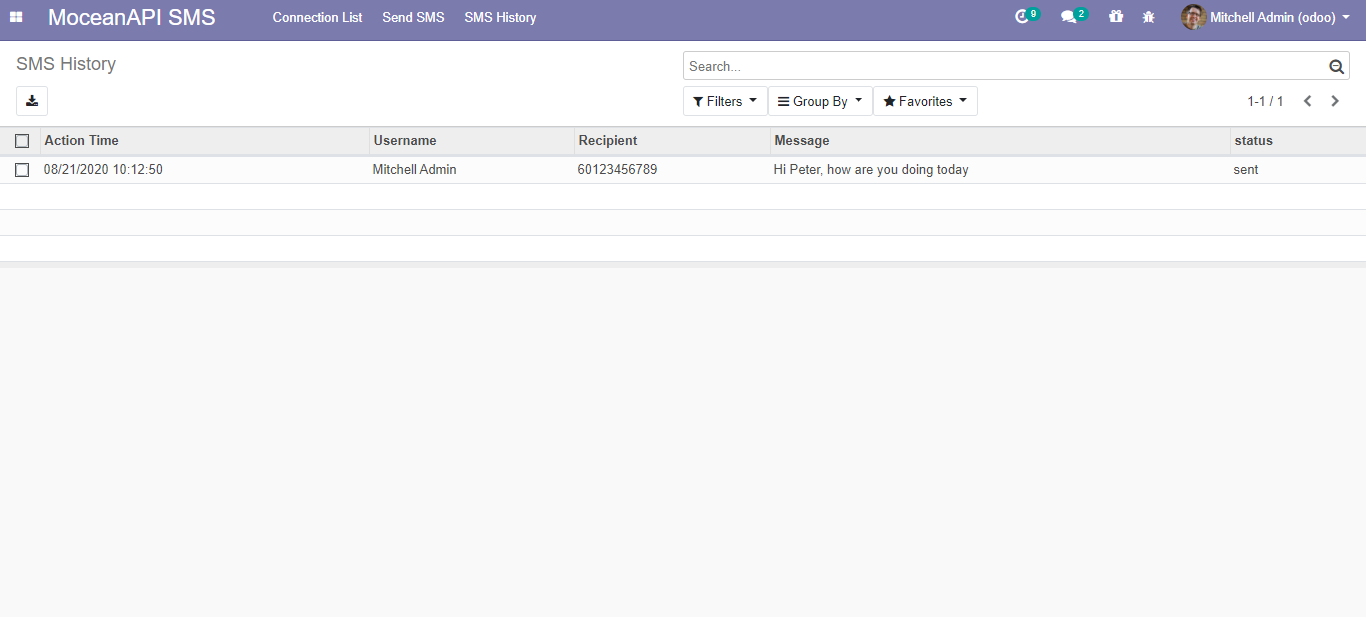 MoceanAPI SMS Connection List Send SMS SMS History 9 2 Mitchell Admin (odoo)
SMS History Search...
Filters Group By Favorites 1-1 / 1
Action Time Username Recipient Message status
08/21/2020 10:12:50 Mitchell Admin 60123456789 Hi Peter, how are you doing today sent